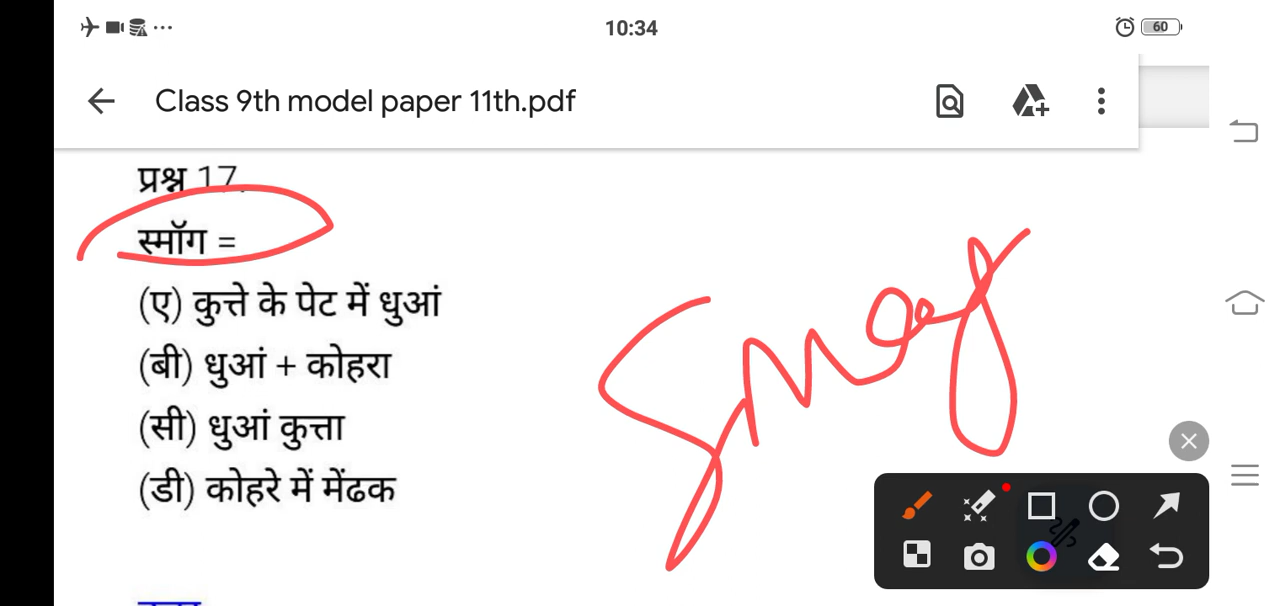 10:34
60
Class 9th model paper 11th.pdf
प्रश्न 17.
स्मॉग =
(ए) कुत्ते के पेट में धुआं
(बी) धुआं + कोहरा
(सी) धुआं कुत्ता
(डी) कोहरे में मेंढक
Smog